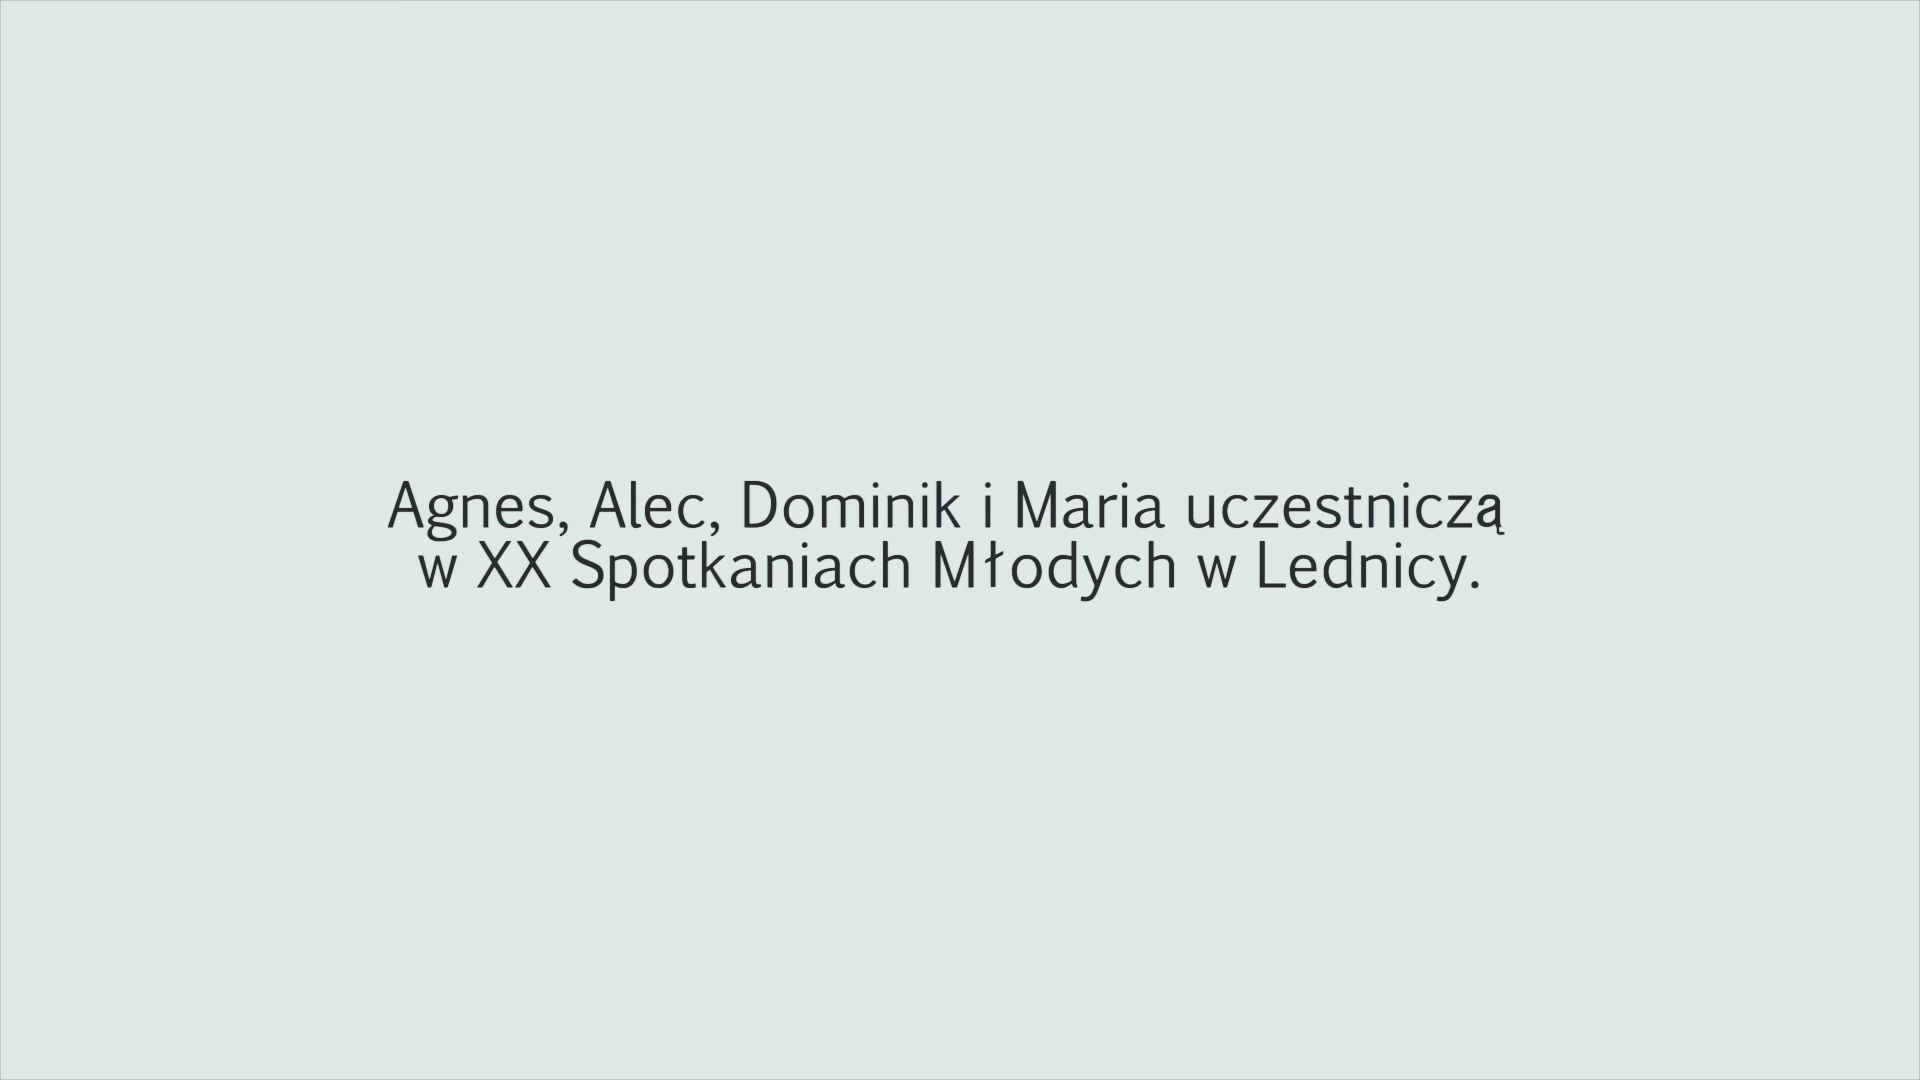 Agnes, Alec, Dominik i Maria uczestniczą
w XX Spotkaniach Młodych w Lednicy.